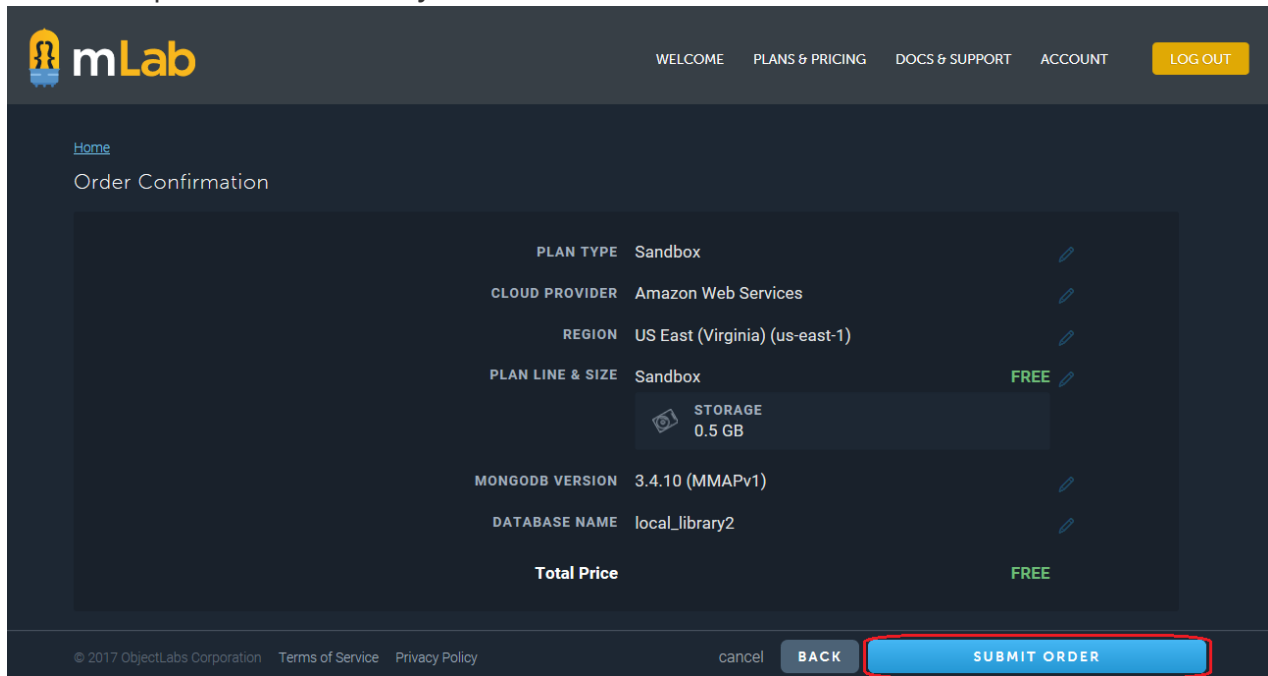 mLab
WELCOME PLANS & PRICING DOCS & SUPPORT ACCOUNT LOG OUT
Home
Order Confirmation
PLAN TYPE Sandbox
CLOUD PROVIDER Amazon Web Services
REGION US East (Virginia) (us-east-1)
PLAN LINE & SIZE Sandbox FREE
STORAGE
0.5 GB
MONGODB VERSION 3.4.10 (MMAPv1)
DATABASE NAME local_library2
Total Price FREE
© 2017 ObjectLabs Corporation Terms of Service Privacy Policy cancel BACK SUBMIT ORDER